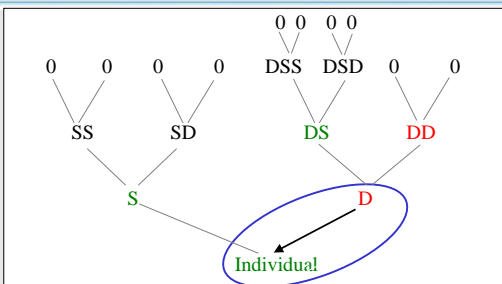 0 0 0 0
0 0 0 0 DSS DSD 0 0
SS SD DS DD
S D
Individual